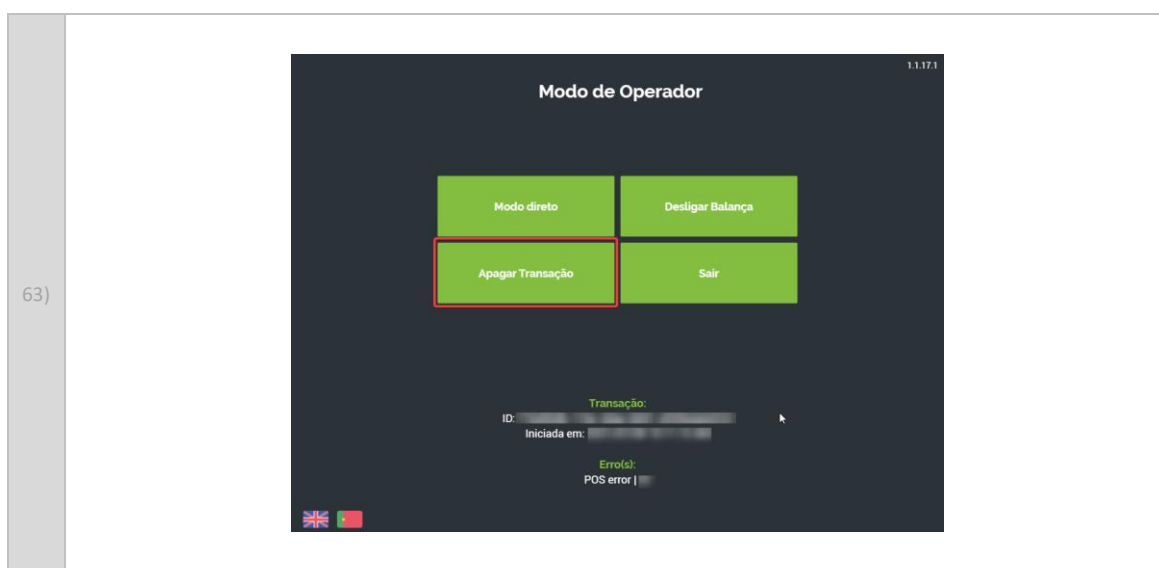 1.1.17.1
Modo de Operador
Modo direto
Desligar Balança
Apagar Transação
Sair
63)
Transação:
ID:
Iniciada em:
Erro(s):
POS error |